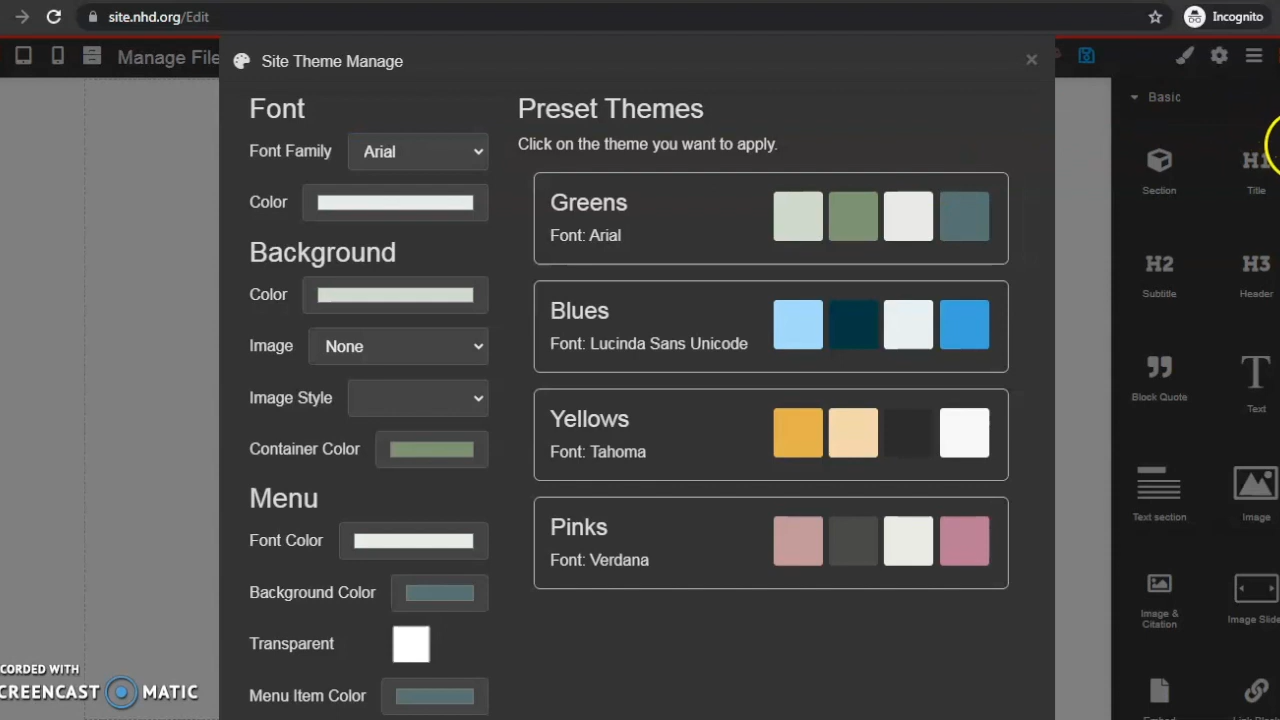 site.nhd.org/Edit
Incognito
Manage File
Site Theme Manage
×
Font
Font Family
Arial
Color
Background
Color
Image
None
Image Style
Container Color
Menu
Font Color
Background Color
Transparent
Menu Item Color
Preset Themes
Click on the theme you want to apply.
Greens
Font: Arial
Blues
Font: Lucinda Sans Unicode
Yellows
Font: Tahoma
Pinks
Font: Verdana
Basic
Section
H1
Title
H2
Subtitle
H3
Header
Block Quote
T
Text
Text section
Image
Image &
Citation
Image Slide
CORDED WITH
CREENCAST MATIC